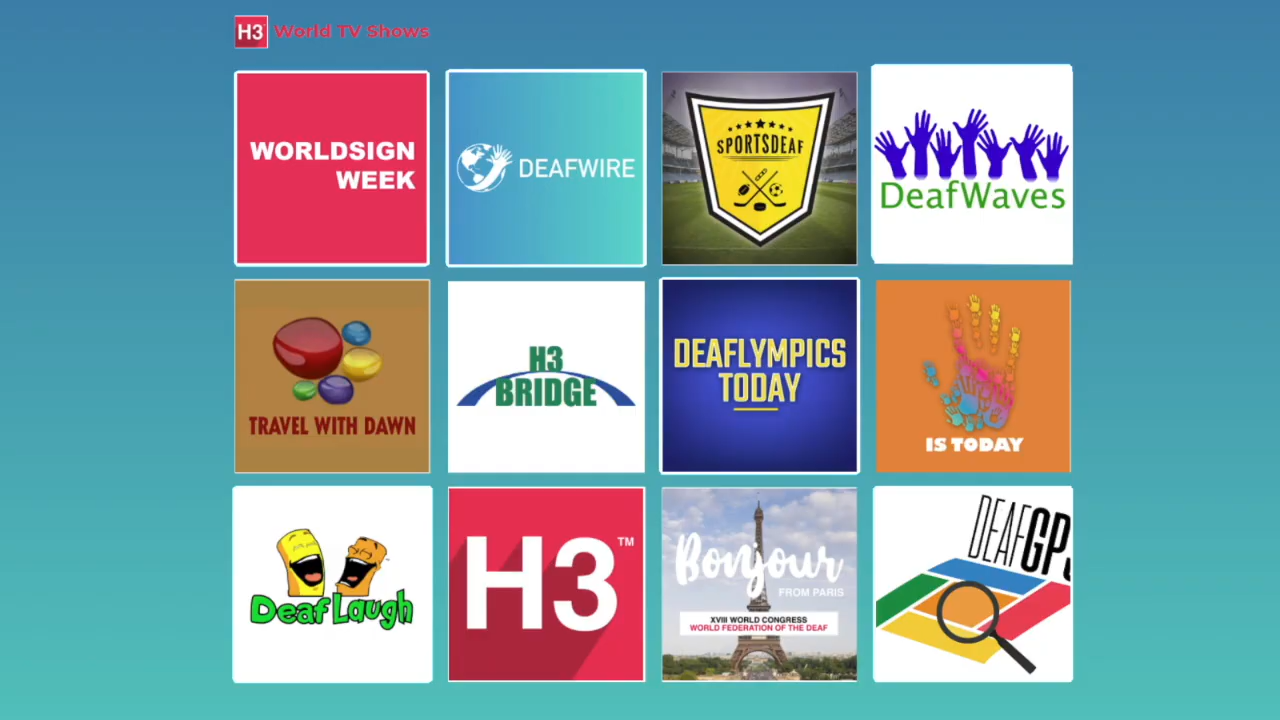 H3 World TV Shows
WORLDSIGN
WEEK
DEAFWIRE
SPORTSDEAF
DeafWaves
TRAVEL WITH DAWN
H3
BRIDGE
DEAFLYMPICS
TODAY
IS TODAY
DeafLaugh
H3™
Bonjour
FROM PARIS
XVIII WORLD CONGRESS
WORLD FEDERATION OF THE DEAF
DEAFGPS